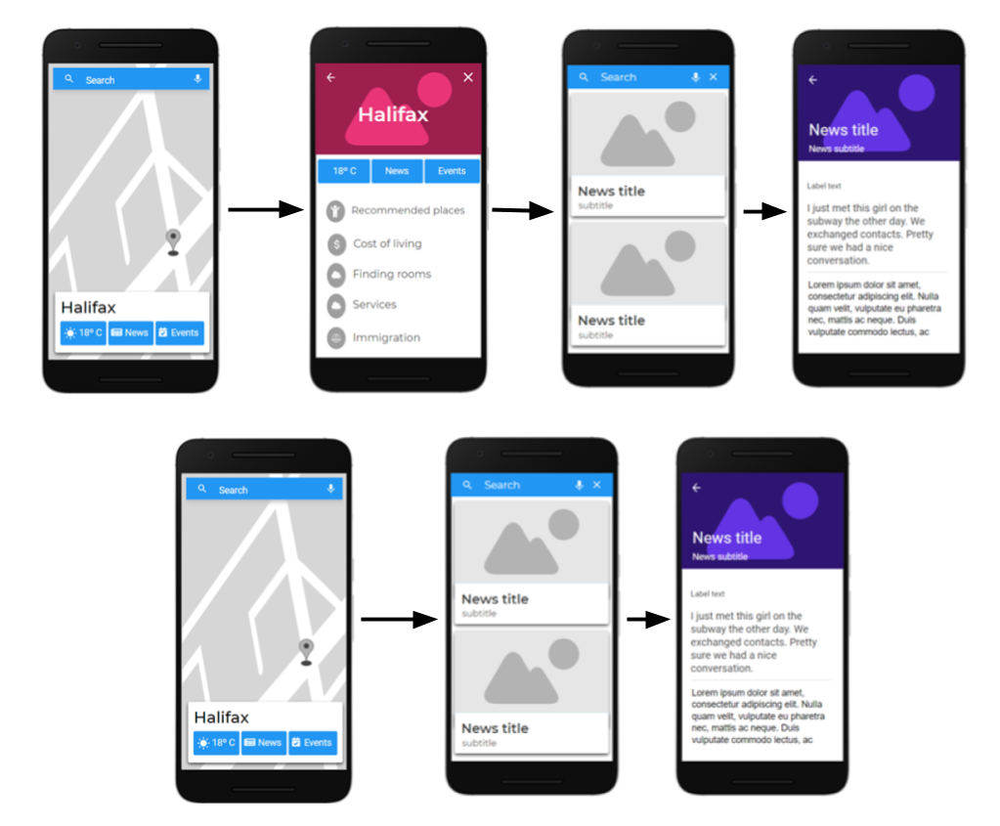 Search
Halifax
18° C
News
Events
Halifax
18° C
News
Events
Recommended places
Cost of living
Finding rooms
Services
Immigration
Search
News title
subtitle
News title
subtitle
News title
News subtitle
Label text
I just met this girl on the
subway the other day. We
exchanged contacts. Pretty
sure we had a nice
conversation.
Lorem ipsum dolor sit amet,
consectetur adipiscing elit. Nulla
quam velit, vulputate eu pharetra
nec, mattis ac neque. Duis
vulputate commodo lectus, ac
Search
Halifax
18° C
News
Events
Search
News title
subtitle
News title
subtitle
News title
News subtitle
Label text
I just met this girl on the
subway the other day. We
exchanged contacts. Pretty
sure we had a nice
conversation.
Lorem ipsum dolor sit amet,
consectetur adipiscing elit. Nulla
quam velit, vulputate eu pharetra
nec, mattis ac neque. Duis
vulputate commodo lectus, ac